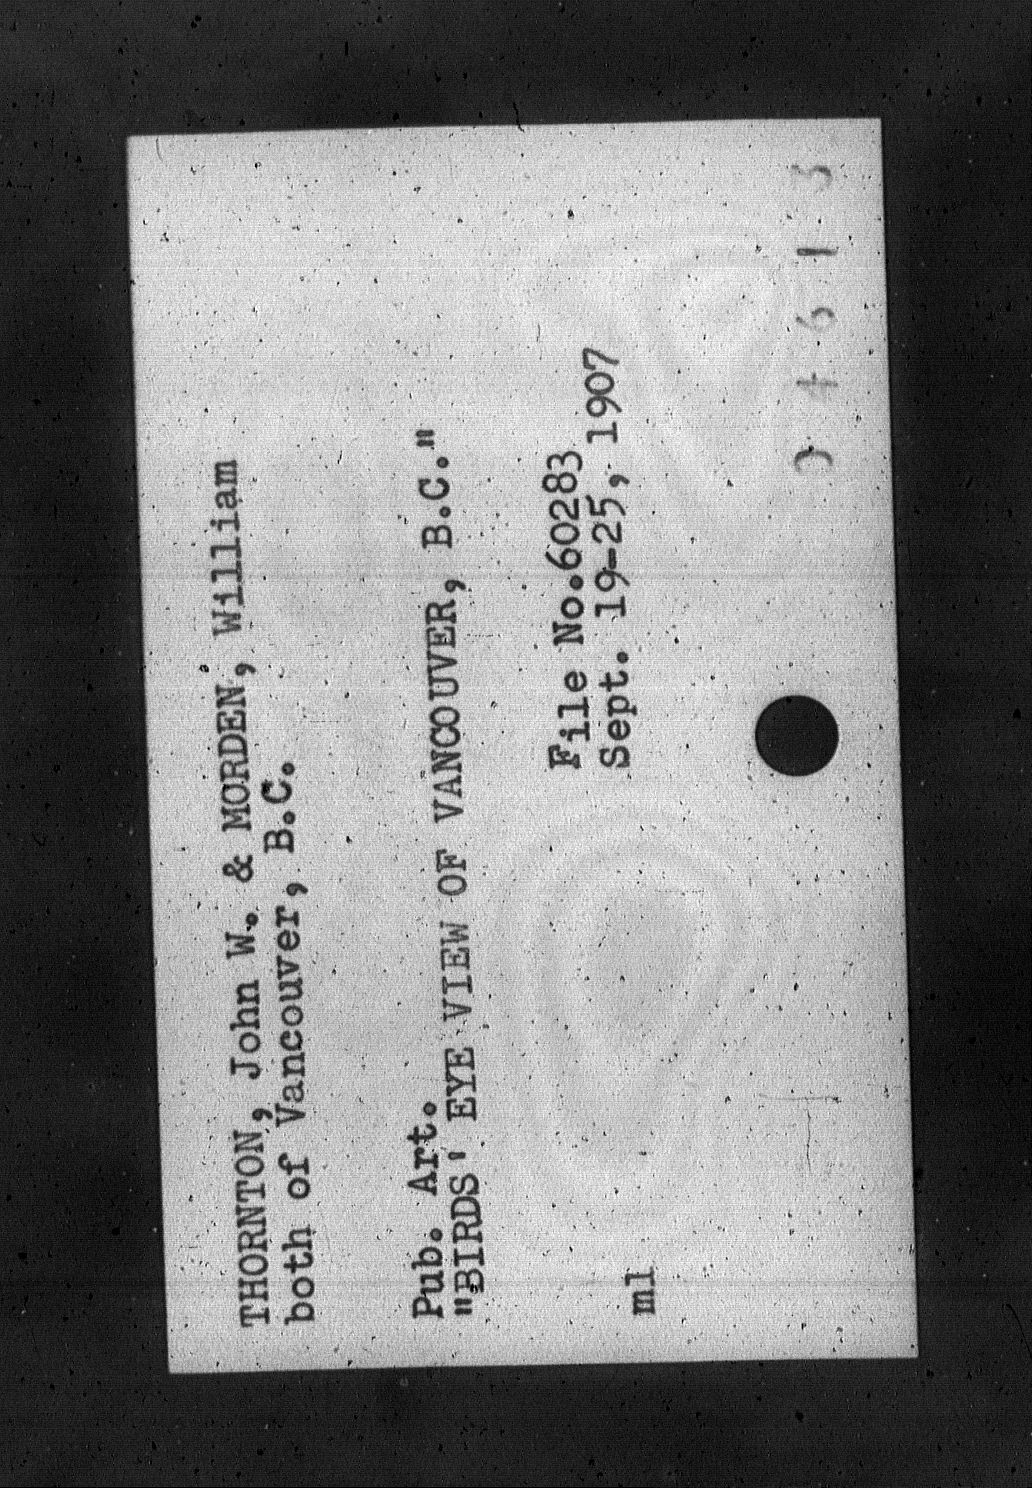 THORNTON, John W. & MORDEN, William
both of Vancouver, B.C.
Pub. Art.
"BIRDS' EYE VIEW OF VANCOUVER, B.C."
File No.60283
Sept. 19-25, 1907
ml